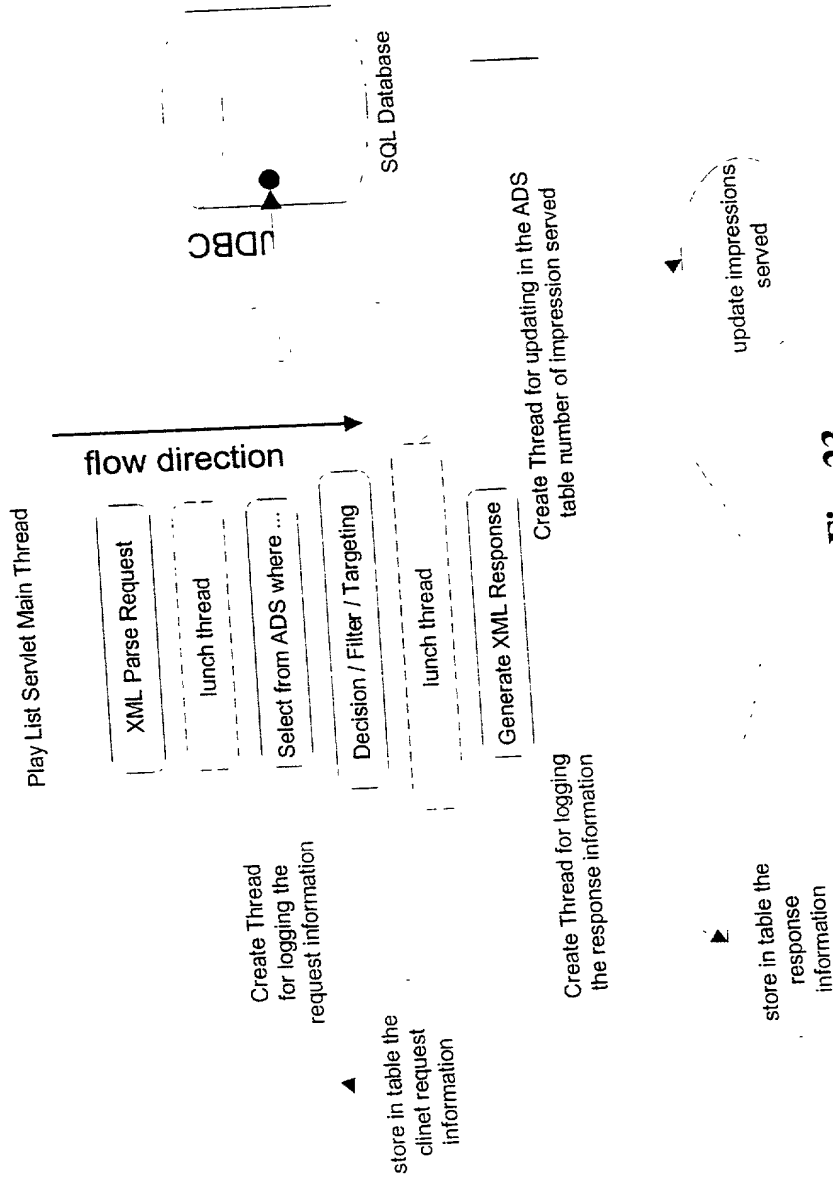 Play List Servlet Main Thread
XML Parse Request
lunch thread
Select from ADS where ...
Decision / Filter / Targeting
lunch thread
Generate XML Response
flow direction
JDBC
SQL Database
Create Thread
for logging the
request information
store in table the
clinet request
information
Create Thread for logging
the response information
store in table the
response
information
Create Thread for updating in the ADS
table number of impression served
update impressions
served